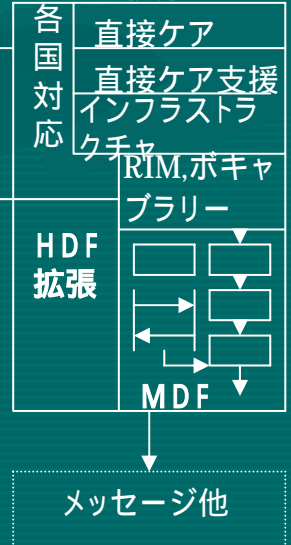 各国対応
直接ケア
直接ケア支援
インフラストラ
クチャ
RIM,ボキャ
ブラリー
HDF
拡張
MDF
メッセージ他